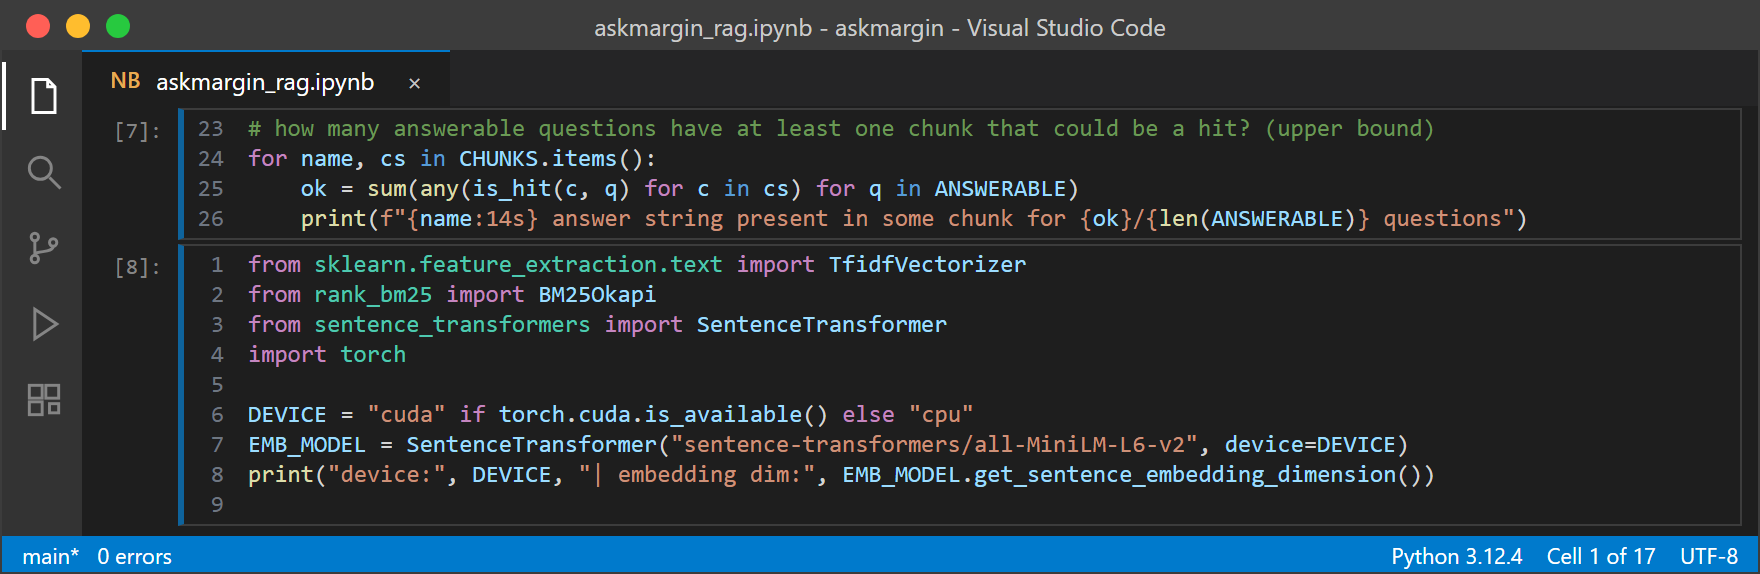 askmargin_rag.ipynb - askmargin - Visual Studio Code
NB askmargin_rag.ipynb ×
[7]:
23 # how many answerable questions have at least one chunk that could be a hit? (upper bound)
24 for name, cs in CHUNKS.items():
25     ok = sum(any(is_hit(c, q) for c in cs) for q in ANSWERABLE)
26     print(f"{name:14s} answer string present in some chunk for {ok}/{len(ANSWERABLE)} questions")
[8]:
1 from sklearn.feature_extraction.text import TfidfVectorizer
2 from rank_bm25 import BM25Okapi
3 from sentence_transformers import SentenceTransformer
4 import torch
5
6 DEVICE = "cuda" if torch.cuda.is_available() else "cpu"
7 EMB_MODEL = SentenceTransformer("sentence-transformers/all-MiniLM-L6-v2", device=DEVICE)
8 print("device:", DEVICE, "| embedding dim:", EMB_MODEL.get_sentence_embedding_dimension())
9
main* 0 errors Python 3.12.4 Cell 1 of 17 UTF-8